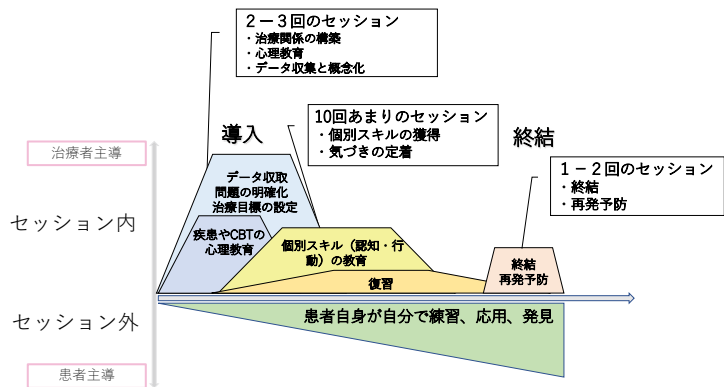 2－3回のセッション
・治療関係の構築
・心理教育
・データ収集と概念化
導入
10回あまりのセッション
・個別スキルの獲得
・気づきの定着
終結
1－2回のセッション
・終結
・再発予防
治療者主導
セッション内
データ収取
問題の明確化
治療目標の設定
疾患やCBTの
心理教育
個別スキル（認知・行
動）の教育
復習
終結
再発予防
セッション外
患者自身が自分で練習、応用、発見
患者主導